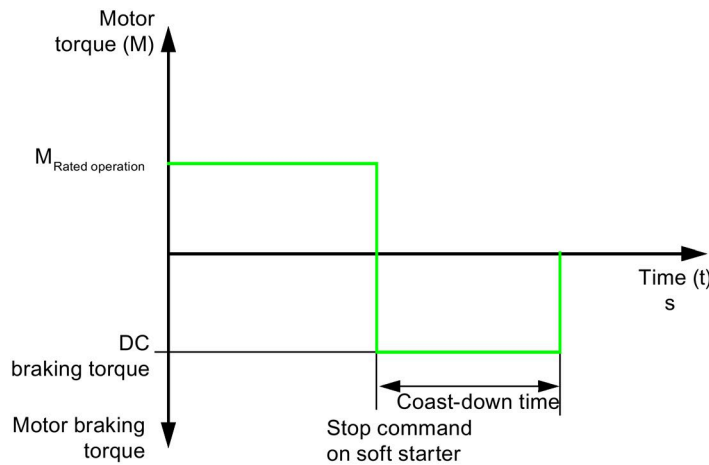 Motor
torque (M)
M Rated operation
Time (t)
s
DC
braking torque
Coast-down time
Motor braking
torque
Stop command
on soft starter